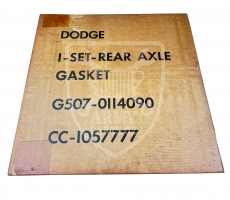 DODGE
1-SET-REAR AXLE
GASKET
G507-0114090
CC-1057777